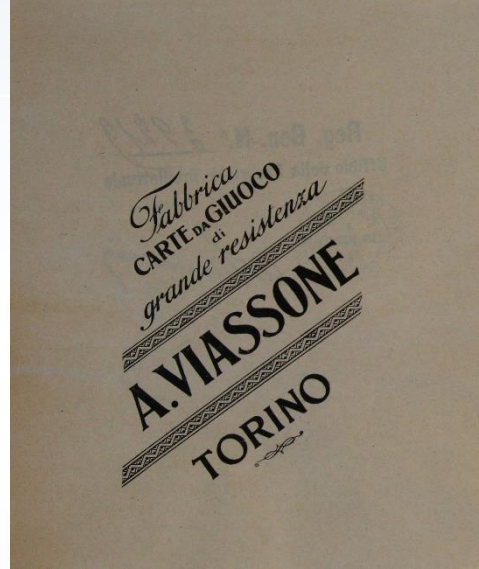 Fabbrica
CARTE DA GIUOCO
di
grande resistenza
A. VIASSONE
TORINO